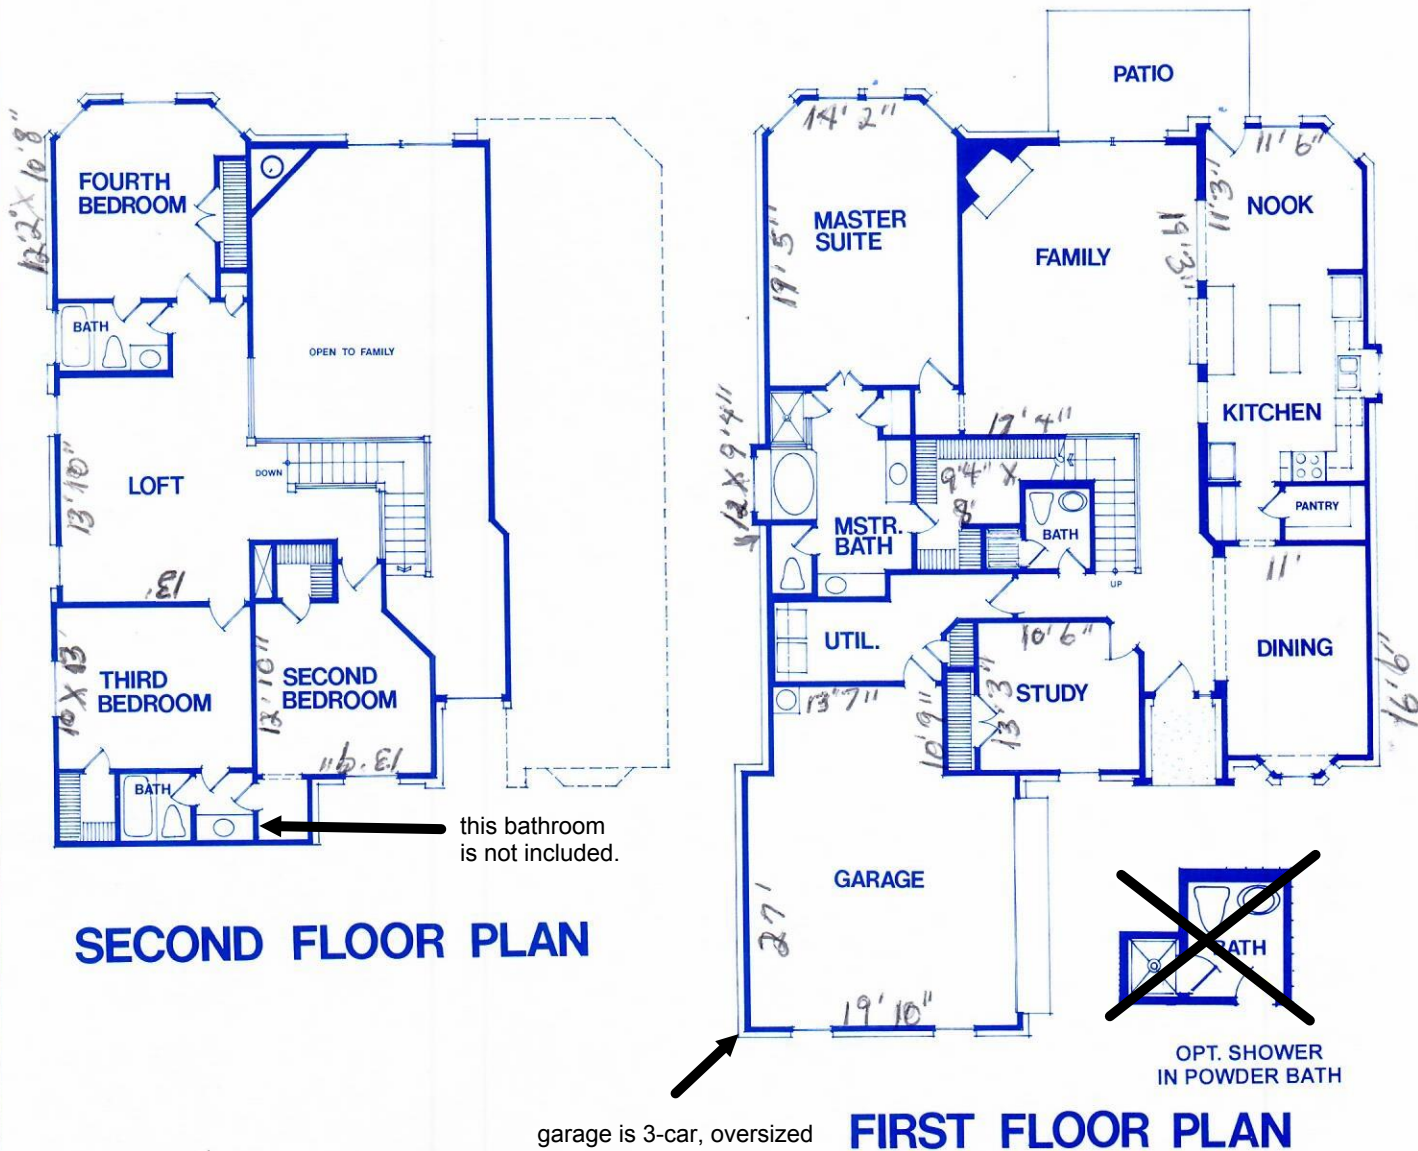 12'2" X 10'8"
FOURTH
BEDROOM
BATH
OPEN TO FAMILY
LOFT
DOWN
13' 10"
13'
10 X 13'
THIRD
BEDROOM
12' 10"
SECOND
BEDROOM
13' 9"
BATH
this bathroom
is not included.
SECOND FLOOR PLAN
PATIO
14' 2"
MASTER
SUITE
19' 5"
FAMILY
19' 3"
11' 3"
11' 6"
NOOK
KITCHEN
17' 4"
12 X 9'4"
9'4" X
8'
MSTR.
BATH
BATH
UP
PANTRY
11'
DINING
16' 6"
UTIL.
10' 6"
STUDY
13' 3"
13' 7"
10' 9"
GARAGE
27'
19' 10"
BATH
OPT. SHOWER
IN POWDER BATH
garage is 3-car, oversized
FIRST FLOOR PLAN